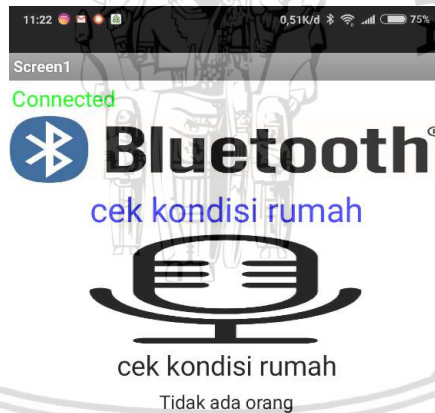 11:22 0,51K/d 75%
Screen1
Connected
Bluetooth®
cek kondisi rumah
cek kondisi rumah
Tidak ada orang